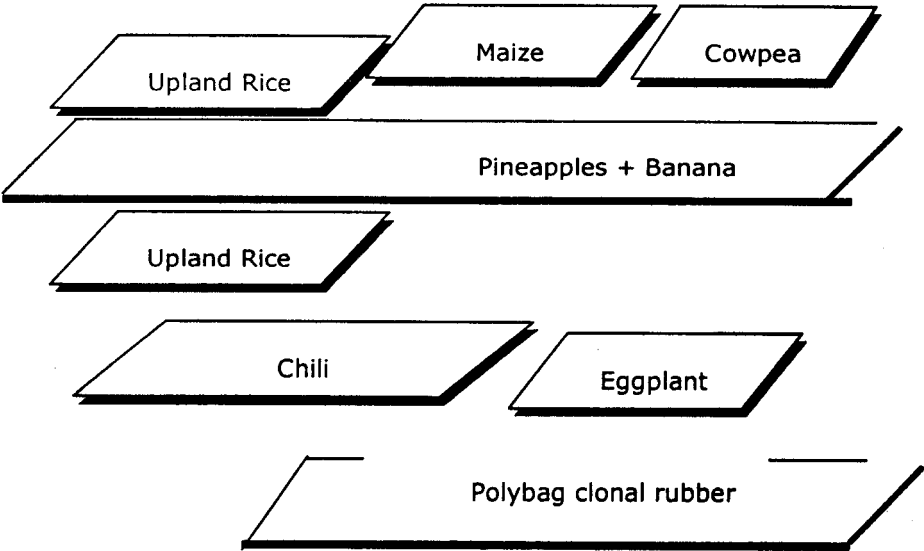 Upland Rice
Maize
Cowpea
Pineapples + Banana
Upland Rice
Chili
Eggplant
Polybag clonal rubber